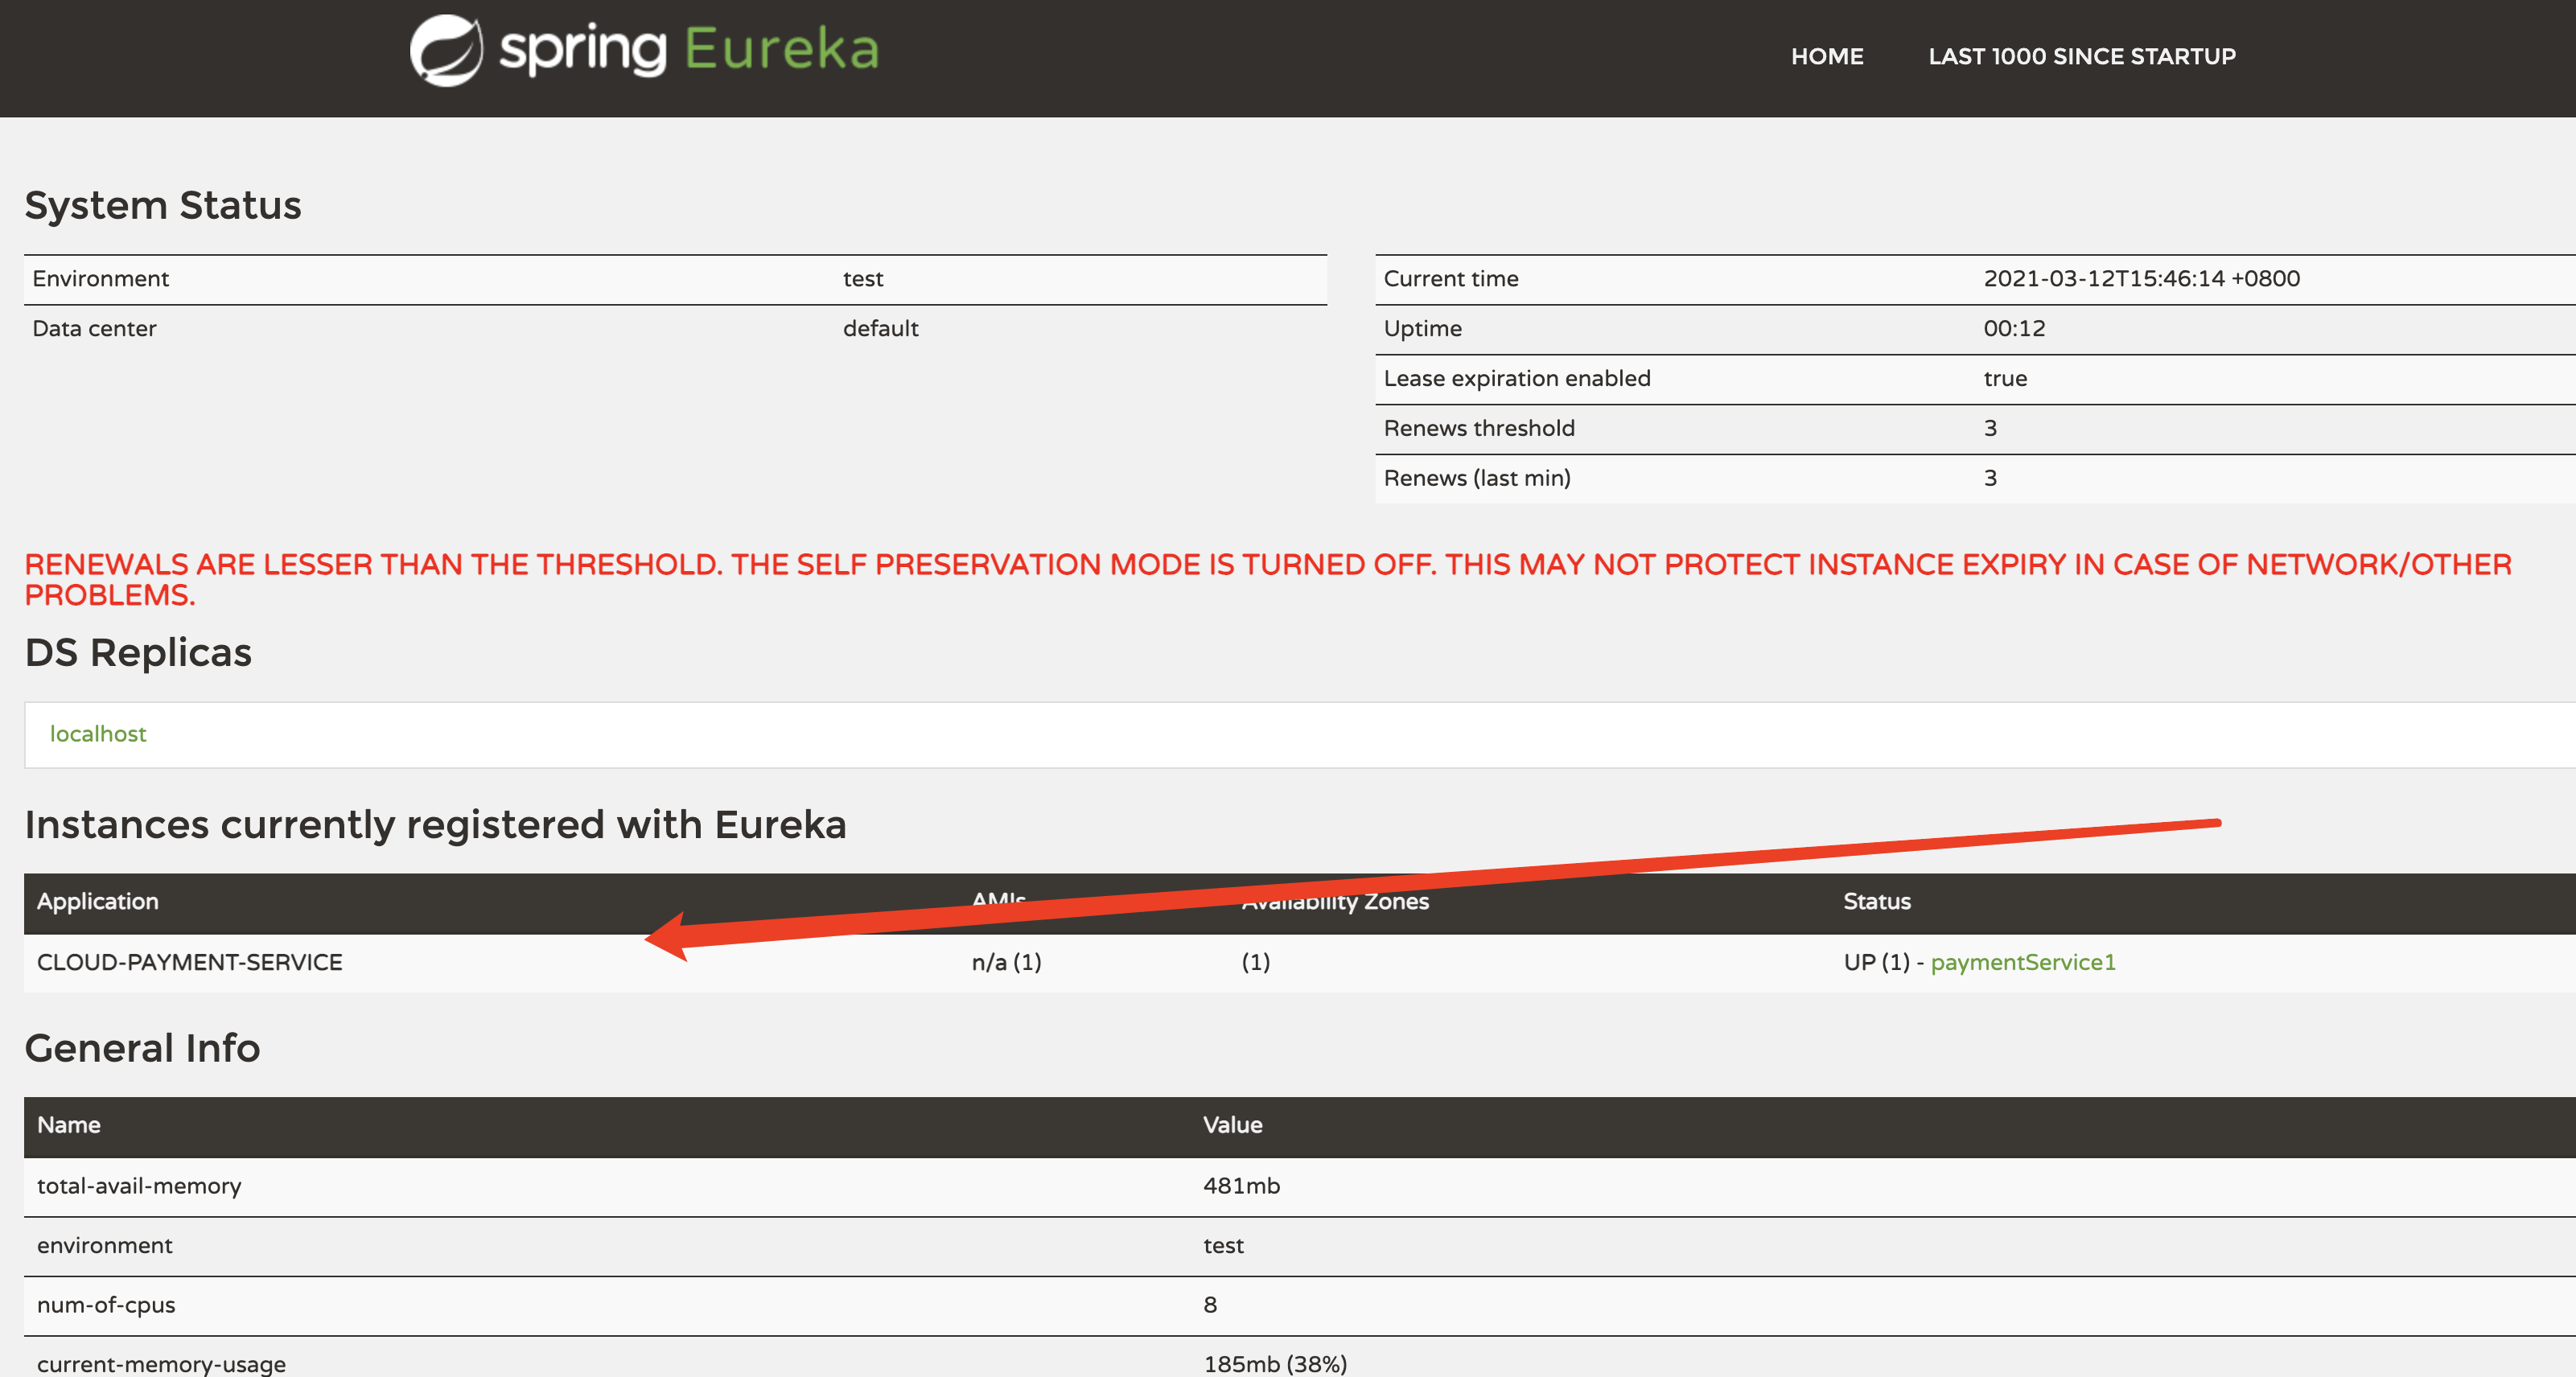 spring Eureka
HOME LAST 1000 SINCE STARTUP
System Status
Environment test
Data center default
Current time 2021-03-12T15:46:14 +0800
Uptime 00:12
Lease expiration enabled true
Renews threshold 3
Renews (last min) 3
RENEWALS ARE LESSER THAN THE THRESHOLD. THE SELF PRESERVATION MODE IS TURNED OFF. THIS MAY NOT PROTECT INSTANCE EXPIRY IN CASE OF NETWORK/OTHER
PROBLEMS.
DS Replicas
localhost
Instances currently registered with Eureka
Application AMIs Availability Zones Status
CLOUD-PAYMENT-SERVICE n/a (1) (1) UP (1) - paymentService1
General Info
Name Value
total-avail-memory 481mb
environment test
num-of-cpus 8
current-memory-usage 185mb (38%)